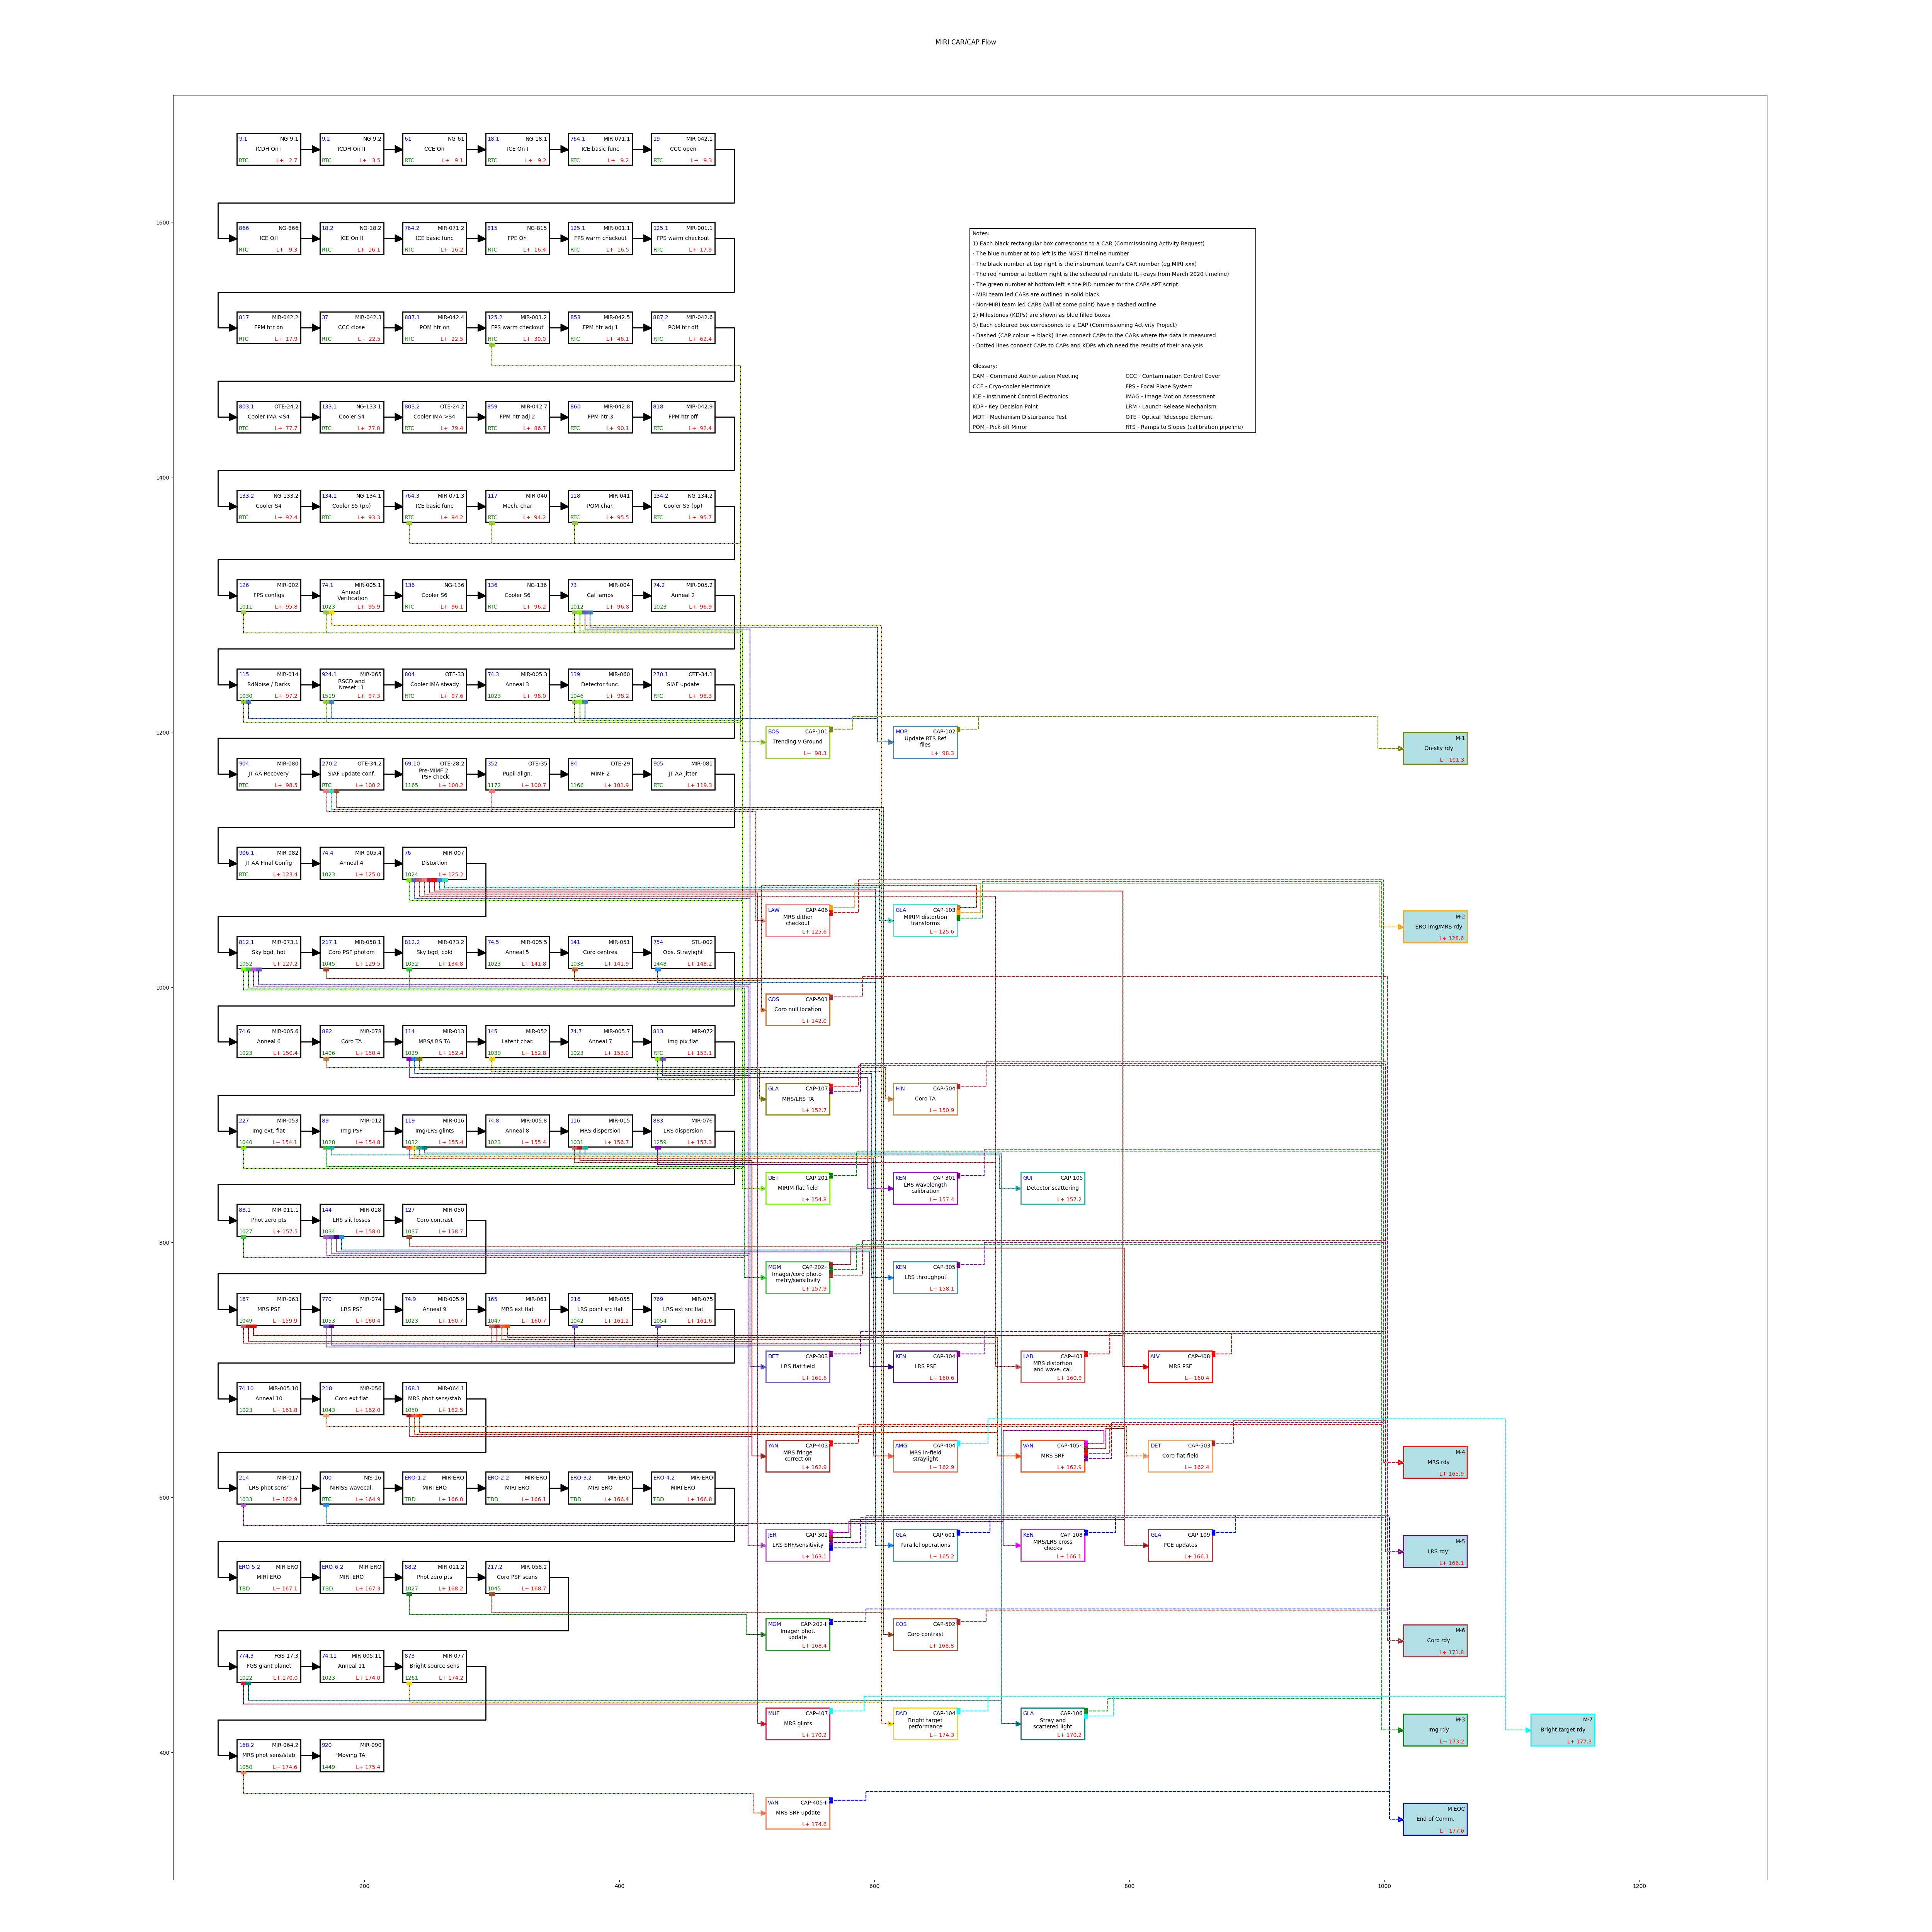 MIRI CAR/CAP Flow
9.1 NG-9.1
ICDH On I
RTC L+ 2.7
9.2 NG-9.2
ICDH On II
RTC L+ 3.5
61 NG-61
CCE On
RTC L+ 9.1
18.1 NG-18.1
ICE On I
RTC L+ 9.2
764.1 MIR-071.1
ICE basic func
RTC L+ 9.2
19 MIR-042.1
CCC open
RTC L+ 9.3
1600
866 NG-866
ICE Off
RTC L+ 9.3
18.2 NG-18.2
ICE On II
RTC L+ 16.1
764.2 MIR-071.2
ICE basic func
RTC L+ 16.2
815 NG-815
FPE On
RTC L+ 16.4
125.1 MIR-001.1
FPS warm checkout
RTC L+ 16.5
125.1 MIR-001.1
FPS warm checkout
RTC L+ 17.9
Notes:
1) Each black rectangular box corresponds to a CAR (Commissioning Activity Request)
- The blue number at top left is the NGST timeline number
- The black number at top right is the instrument team's CAR number (eg MIRI-xxx)
- The red number at bottom right is the scheduled run date (L+days from March 2020 timeline)
- The green number at bottom left is the PID number for the CARs APT script.
- MIRI team led CARs are outlined in solid black
- Non-MIRI team led CARs (will at some point) have a dashed outline
2) Milestones (KDPs) are shown as blue filled boxes
3) Each coloured box corresponds to a CAP (Commissioning Activity Project)
- Dashed (CAP colour + black) lines connect CAPs to the CARs where the data is measured
- Dotted lines connect CAPs to CAPs and KDPs which need the results of their analysis
Glossary:
CAM - Command Authorization Meeting CCC - Contamination Control Cover
CCE - Cryo-cooler electronics FPS - Focal Plane System
ICE - Instrument Control Electronics IMAG - Image Motion Assessment
KDP - Key Decision Point LRM - Launch Release Mechanism
MDT - Mechanism Disturbance Test OTE - Optical Telescope Element
POM - Pick-off Mirror RTS - Ramps to Slopes (calibration pipeline)
817 MIR-042.2
FPM htr on
RTC L+ 17.9
37 MIR-042.3
CCC close
RTC L+ 22.5
887.1 MIR-042.4
POM htr on
RTC L+ 22.5
125.2 MIR-001.2
FPS warm checkout
RTC L+ 30.0
858 MIR-042.5
FPM htr adj 1
RTC L+ 46.1
887.2 MIR-042.6
POM htr off
RTC L+ 62.4
803.1 OTE-24.2
Cooler IMA <S4
RTC L+ 77.7
133.1 NG-133.1
Cooler S4
RTC L+ 77.8
803.2 OTE-24.2
Cooler IMA >S4
RTC L+ 79.4
859 MIR-042.7
FPM htr adj 2
RTC L+ 86.7
860 MIR-042.8
FPM htr 3
RTC L+ 90.1
818 MIR-042.9
FPM htr off
RTC L+ 92.4
1400
133.2 NG-133.2
Cooler S4
RTC L+ 92.4
134.1 NG-134.1
Cooler S5 (pp)
RTC L+ 93.3
764.3 MIR-071.3
ICE basic func
RTC L+ 94.2
117 MIR-040
Mech. char
RTC L+ 94.2
118 MIR-041
POM char.
RTC L+ 95.5
134.2 NG-134.2
Cooler S5 (pp)
RTC L+ 95.7
126 MIR-002
FPS configs
1011 L+ 95.8
74.1 MIR-005.1
Anneal
Verification
1023 L+ 95.9
136 NG-136
Cooler S6
RTC L+ 96.1
136 NG-136
Cooler S6
RTC L+ 96.2
73 MIR-004
Cal lamps
1012 L+ 96.8
74.2 MIR-005.2
Anneal 2
1023 L+ 96.9
115 MIR-014
RdNoise / Darks
1030 L+ 97.2
924.1 MIR-065
RSCD and
Nreset=1
1519 L+ 97.3
804 OTE-33
Cooler IMA steady
RTC L+ 97.6
74.3 MIR-005.3
Anneal 3
1023 L+ 98.0
139 MIR-060
Detector func.
1046 L+ 98.2
270.1 OTE-34.1
SIAF update
RTC L+ 98.3
1200
BOS CAP-101
Trending v Ground
L+ 98.3
MOR CAP-102
Update RTS Ref
files
L+ 98.3
M-1
On-sky rdy
L+ 101.3
904 MIR-080
JT AA Recovery
RTC L+ 98.5
270.2 OTE-34.2
SIAF update conf.
RTC L+ 100.2
69.10 OTE-28.2
Pre-MIMF 2
PSF check
1165 L+ 100.2
352 OTE-35
Pupil align.
1172 L+ 100.7
84 OTE-29
MIMF 2
1166 L+ 101.9
905 MIR-081
JT AA Jitter
RTC L+ 119.3
906.1 MIR-082
JT AA Final Config
RTC L+ 123.4
74.4 MIR-005.4
Anneal 4
1023 L+ 125.0
76 MIR-007
Distortion
1024 L+ 125.2
LAW CAP-406
MRS dither
checkout
L+ 125.6
GLA CAP-103
MIRIM distortion
transforms
L+ 125.6
M-2
ERO img/MRS rdy
L+ 128.6
812.1 MIR-073.1
Sky bgd, hot
1052 L+ 127.2
217.1 MIR-058.1
Coro PSF photom
1045 L+ 129.5
812.2 MIR-073.2
Sky bgd, cold
1052 L+ 134.8
74.5 MIR-005.5
Anneal 5
1023 L+ 141.8
141 MIR-051
Coro centres
1038 L+ 141.9
754 STL-002
Obs. Straylight
1448 L+ 148.2
1000
COS CAP-501
Coro null location
L+ 142.0
74.6 MIR-005.6
Anneal 6
1023 L+ 150.4
882 MIR-078
Coro TA
1406 L+ 150.4
114 MIR-013
MRS/LRS TA
1029 L+ 152.4
145 MIR-052
Latent char.
1039 L+ 152.8
74.7 MIR-005.7
Anneal 7
1023 L+ 153.0
813 MIR-072
Img pix flat
RTC L+ 153.1
GLA CAP-107
MRS/LRS TA
L+ 152.7
HIN CAP-504
Coro TA
L+ 150.9
227 MIR-053
Img ext. flat
1040 L+ 154.1
89 MIR-012
Img PSF
1028 L+ 154.8
119 MIR-016
Img/LRS glints
1032 L+ 155.4
74.8 MIR-005.8
Anneal 8
1023 L+ 155.4
116 MIR-015
MRS dispersion
1031 L+ 156.7
883 MIR-076
LRS dispersion
1259 L+ 157.3
DET CAP-201
MIRIM flat field
L+ 154.8
KEN CAP-301
LRS wavelength
calibration
L+ 157.4
GUI CAP-105
Detector scattering
L+ 157.2
88.1 MIR-011.1
Phot zero pts
1027 L+ 157.5
144 MIR-018
LRS slit losses
1034 L+ 158.0
127 MIR-050
Coro contrast
1037 L+ 158.7
800
MGM CAP-202-I
Imager/coro photo-
metry/sensitivity
L+ 157.9
KEN CAP-305
LRS throughput
L+ 158.1
167 MIR-063
MRS PSF
1049 L+ 159.9
770 MIR-074
LRS PSF
1053 L+ 160.4
74.9 MIR-005.9
Anneal 9
1023 L+ 160.7
165 MIR-061
MRS ext flat
1047 L+ 160.7
216 MIR-055
LRS point src flat
1042 L+ 161.2
769 MIR-075
LRS ext src flat
1054 L+ 161.6
DET CAP-303
LRS flat field
L+ 161.8
KEN CAP-304
LRS PSF
L+ 160.6
LAB CAP-401
MRS distortion
and wave. cal.
L+ 160.9
ALV CAP-408
MRS PSF
L+ 160.4
74.10 MIR-005.10
Anneal 10
1023 L+ 161.8
218 MIR-056
Coro ext flat
1043 L+ 162.0
168.1 MIR-064.1
MRS phot sens/stab
1050 L+ 162.5
YAN CAP-403
MRS fringe
correction
L+ 162.9
AMG CAP-404
MRS in-field
straylight
L+ 162.9
VAN CAP-405-I
MRS SRF
L+ 162.9
DET CAP-503
Coro flat field
L+ 162.4
M-4
MRS rdy
L+ 165.9
214 MIR-017
LRS phot sens'
1033 L+ 162.9
700 NIS-16
NIRISS wavecal.
RTC L+ 164.9
ERO-1.2 MIR-ERO
MIRI ERO
TBD L+ 166.0
ERO-2.2 MIR-ERO
MIRI ERO
TBD L+ 166.1
ERO-3.2 MIR-ERO
MIRI ERO
TBD L+ 166.4
ERO-4.2 MIR-ERO
MIRI ERO
TBD L+ 166.8
600
JER CAP-302
LRS SRF/sensitivity
L+ 163.1
GLA CAP-601
Parallel operations
L+ 165.2
KEN CAP-108
MRS/LRS cross
checks
L+ 166.1
GLA CAP-109
PCE updates
L+ 166.1
M-5
LRS rdy'
L+ 166.1
ERO-5.2 MIR-ERO
MIRI ERO
TBD L+ 167.1
ERO-6.2 MIR-ERO
MIRI ERO
TBD L+ 167.3
88.2 MIR-011.2
Phot zero pts
1027 L+ 168.2
217.2 MIR-058.2
Coro PSF scans
1045 L+ 168.7
MGM CAP-202-II
Imager phot.
update
L+ 168.4
COS CAP-502
Coro contrast
L+ 168.8
M-6
Coro rdy
L+ 171.8
774.3 FGS-17.3
FGS giant planet
1022 L+ 170.0
74.11 MIR-005.11
Anneal 11
1023 L+ 174.0
873 MIR-077
Bright source sens
1261 L+ 174.2
MUE CAP-407
MRS glints
L+ 170.2
DAD CAP-104
Bright target
performance
L+ 174.3
GLA CAP-106
Stray and
scattered light
L+ 170.2
M-3
Img rdy
L+ 173.2
M-7
Bright target rdy
L+ 177.3
400
168.2 MIR-064.2
MRS phot sens/stab
1050 L+ 174.6
920 MIR-090
'Moving TA'
1449 L+ 175.4
VAN CAP-405-II
MRS SRF update
L+ 174.6
M-EOC
End of Comm.
L+ 177.6
200 400 600 800 1000 1200